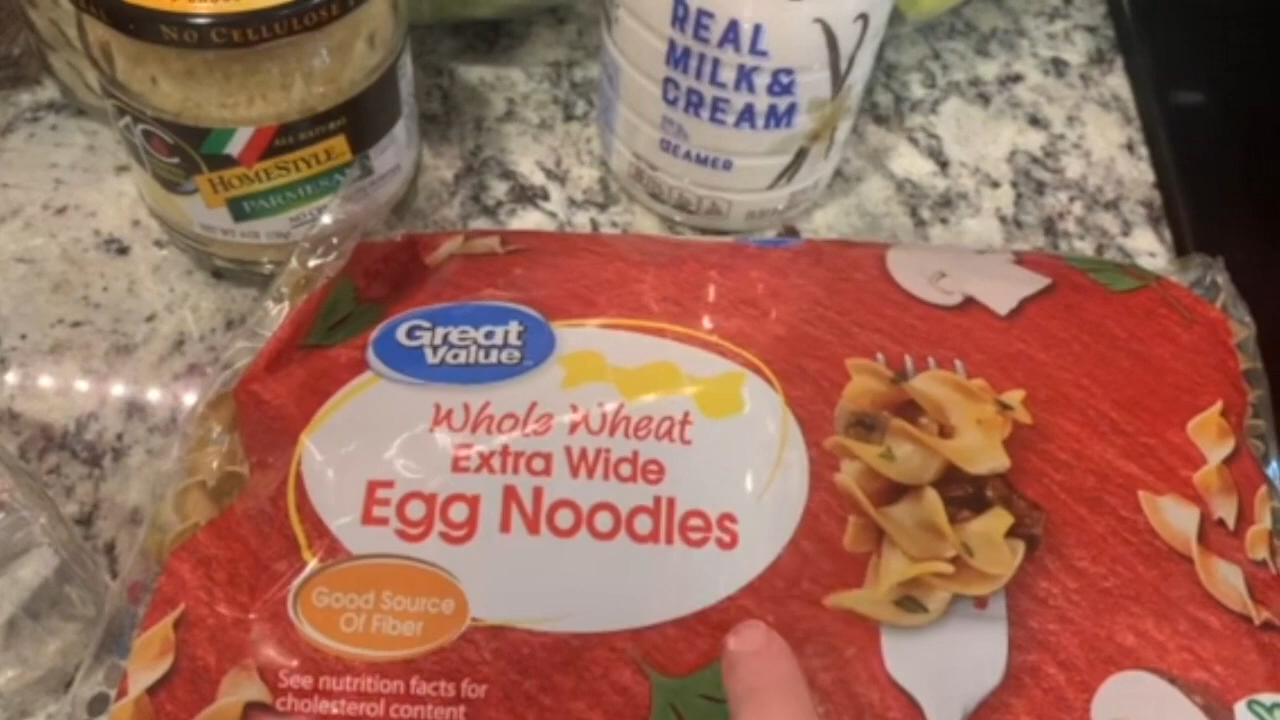 No Cellulose
ALL NATURAL
HOMESTYLE
PARMESAN
REAL
MILK &
CREAM
CREAMER
Great
Value
Whole Wheat
Extra Wide
Egg Noodles
Good Source
Of Fiber
See nutrition facts for
cholesterol content